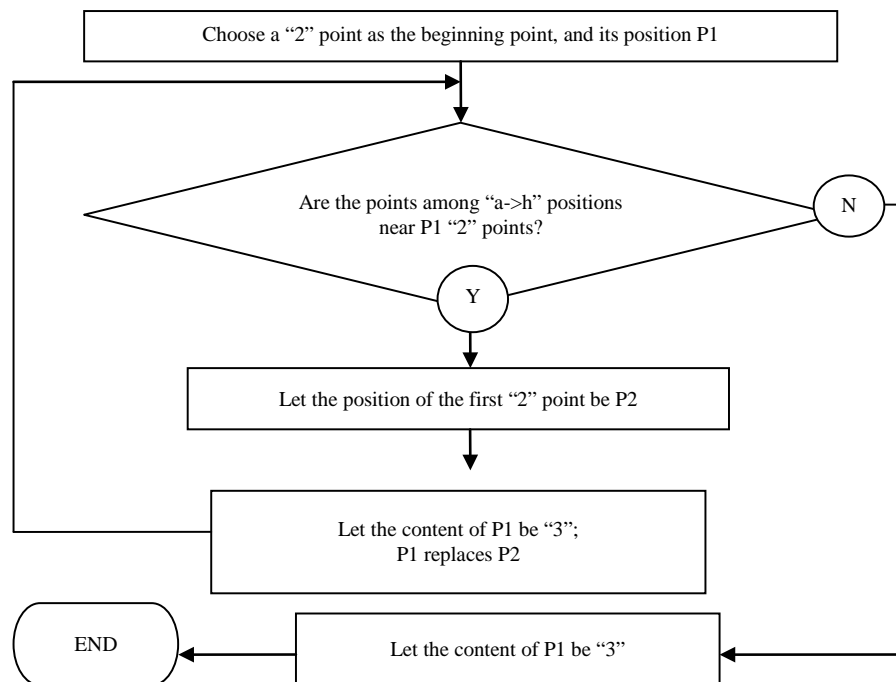 Choose a “2” point as the beginning point, and its position P1
Are the points among “a->h” positions
near P1 “2” points?
N
Y
Let the position of the first “2” point be P2
Let the content of P1 be “3”;
P1 replaces P2
END
Let the content of P1 be “3”